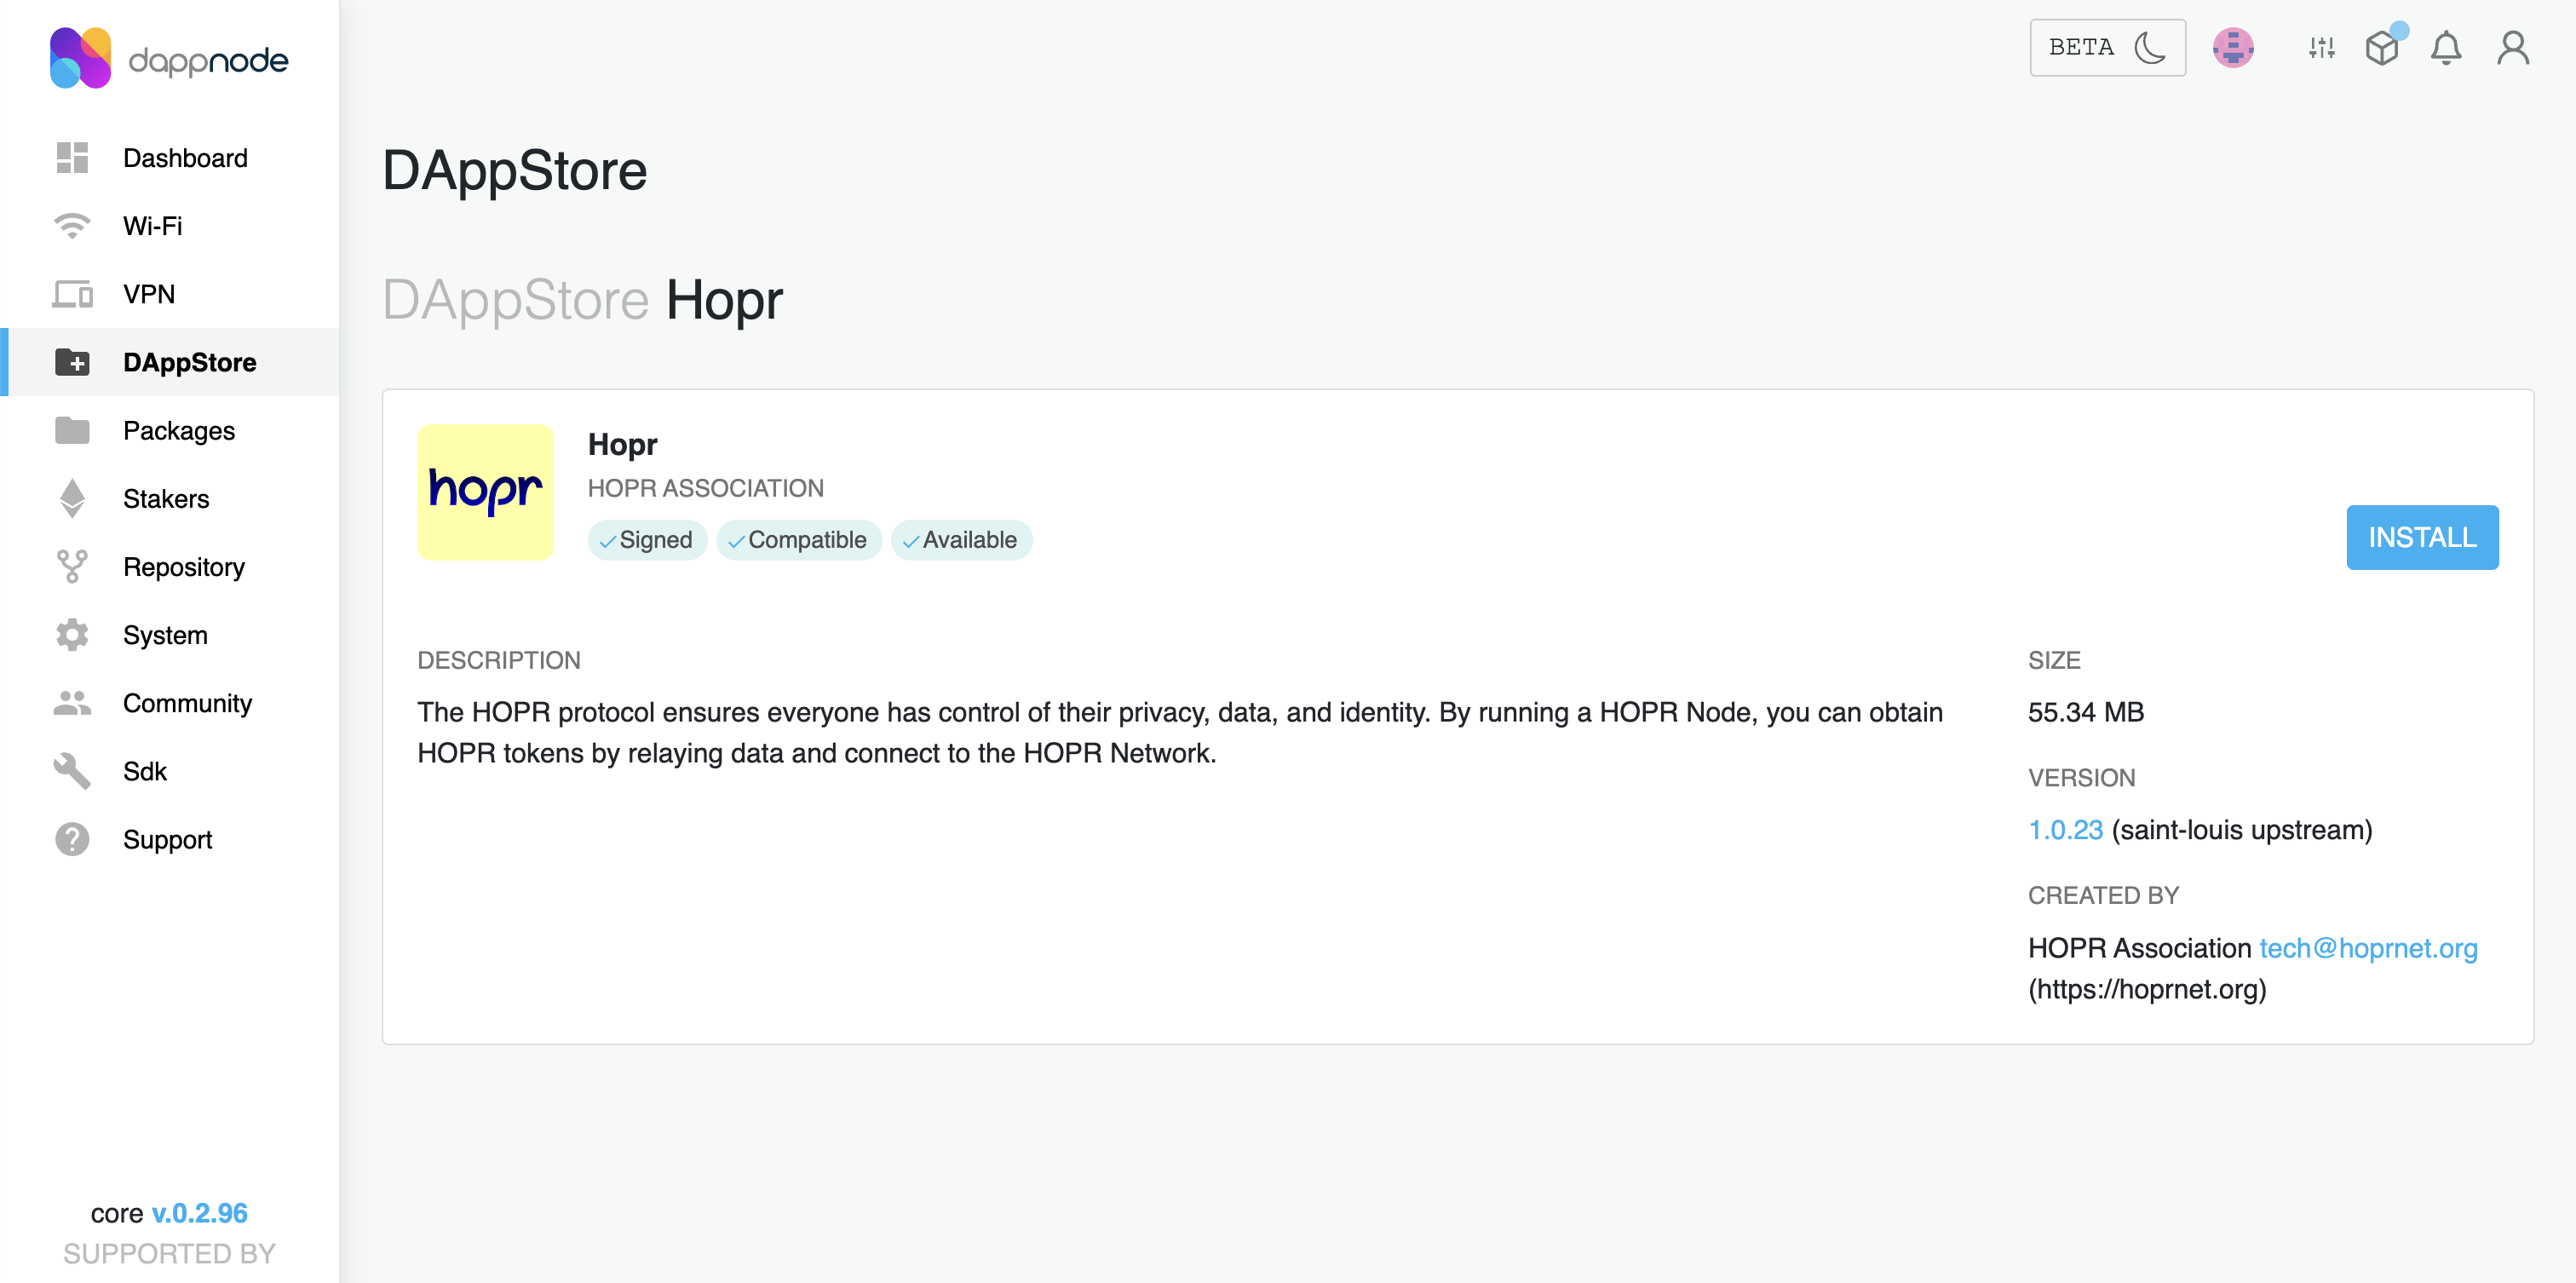 dappnode
BETA
Dashboard
Wi-Fi
VPN
DAppStore
Packages
Stakers
Repository
System
Community
Sdk
Support
core v.0.2.96
SUPPORTED BY
DAppStore
DAppStore Hopr
hopr
Hopr
HOPR ASSOCIATION
Signed Compatible Available
INSTALL
DESCRIPTION
The HOPR protocol ensures everyone has control of their privacy, data, and identity. By running a HOPR Node, you can obtain
HOPR tokens by relaying data and connect to the HOPR Network.
SIZE
55.34 MB
VERSION
1.0.23 (saint-louis upstream)
CREATED BY
HOPR Association tech@hoprnet.org
(https://hoprnet.org)